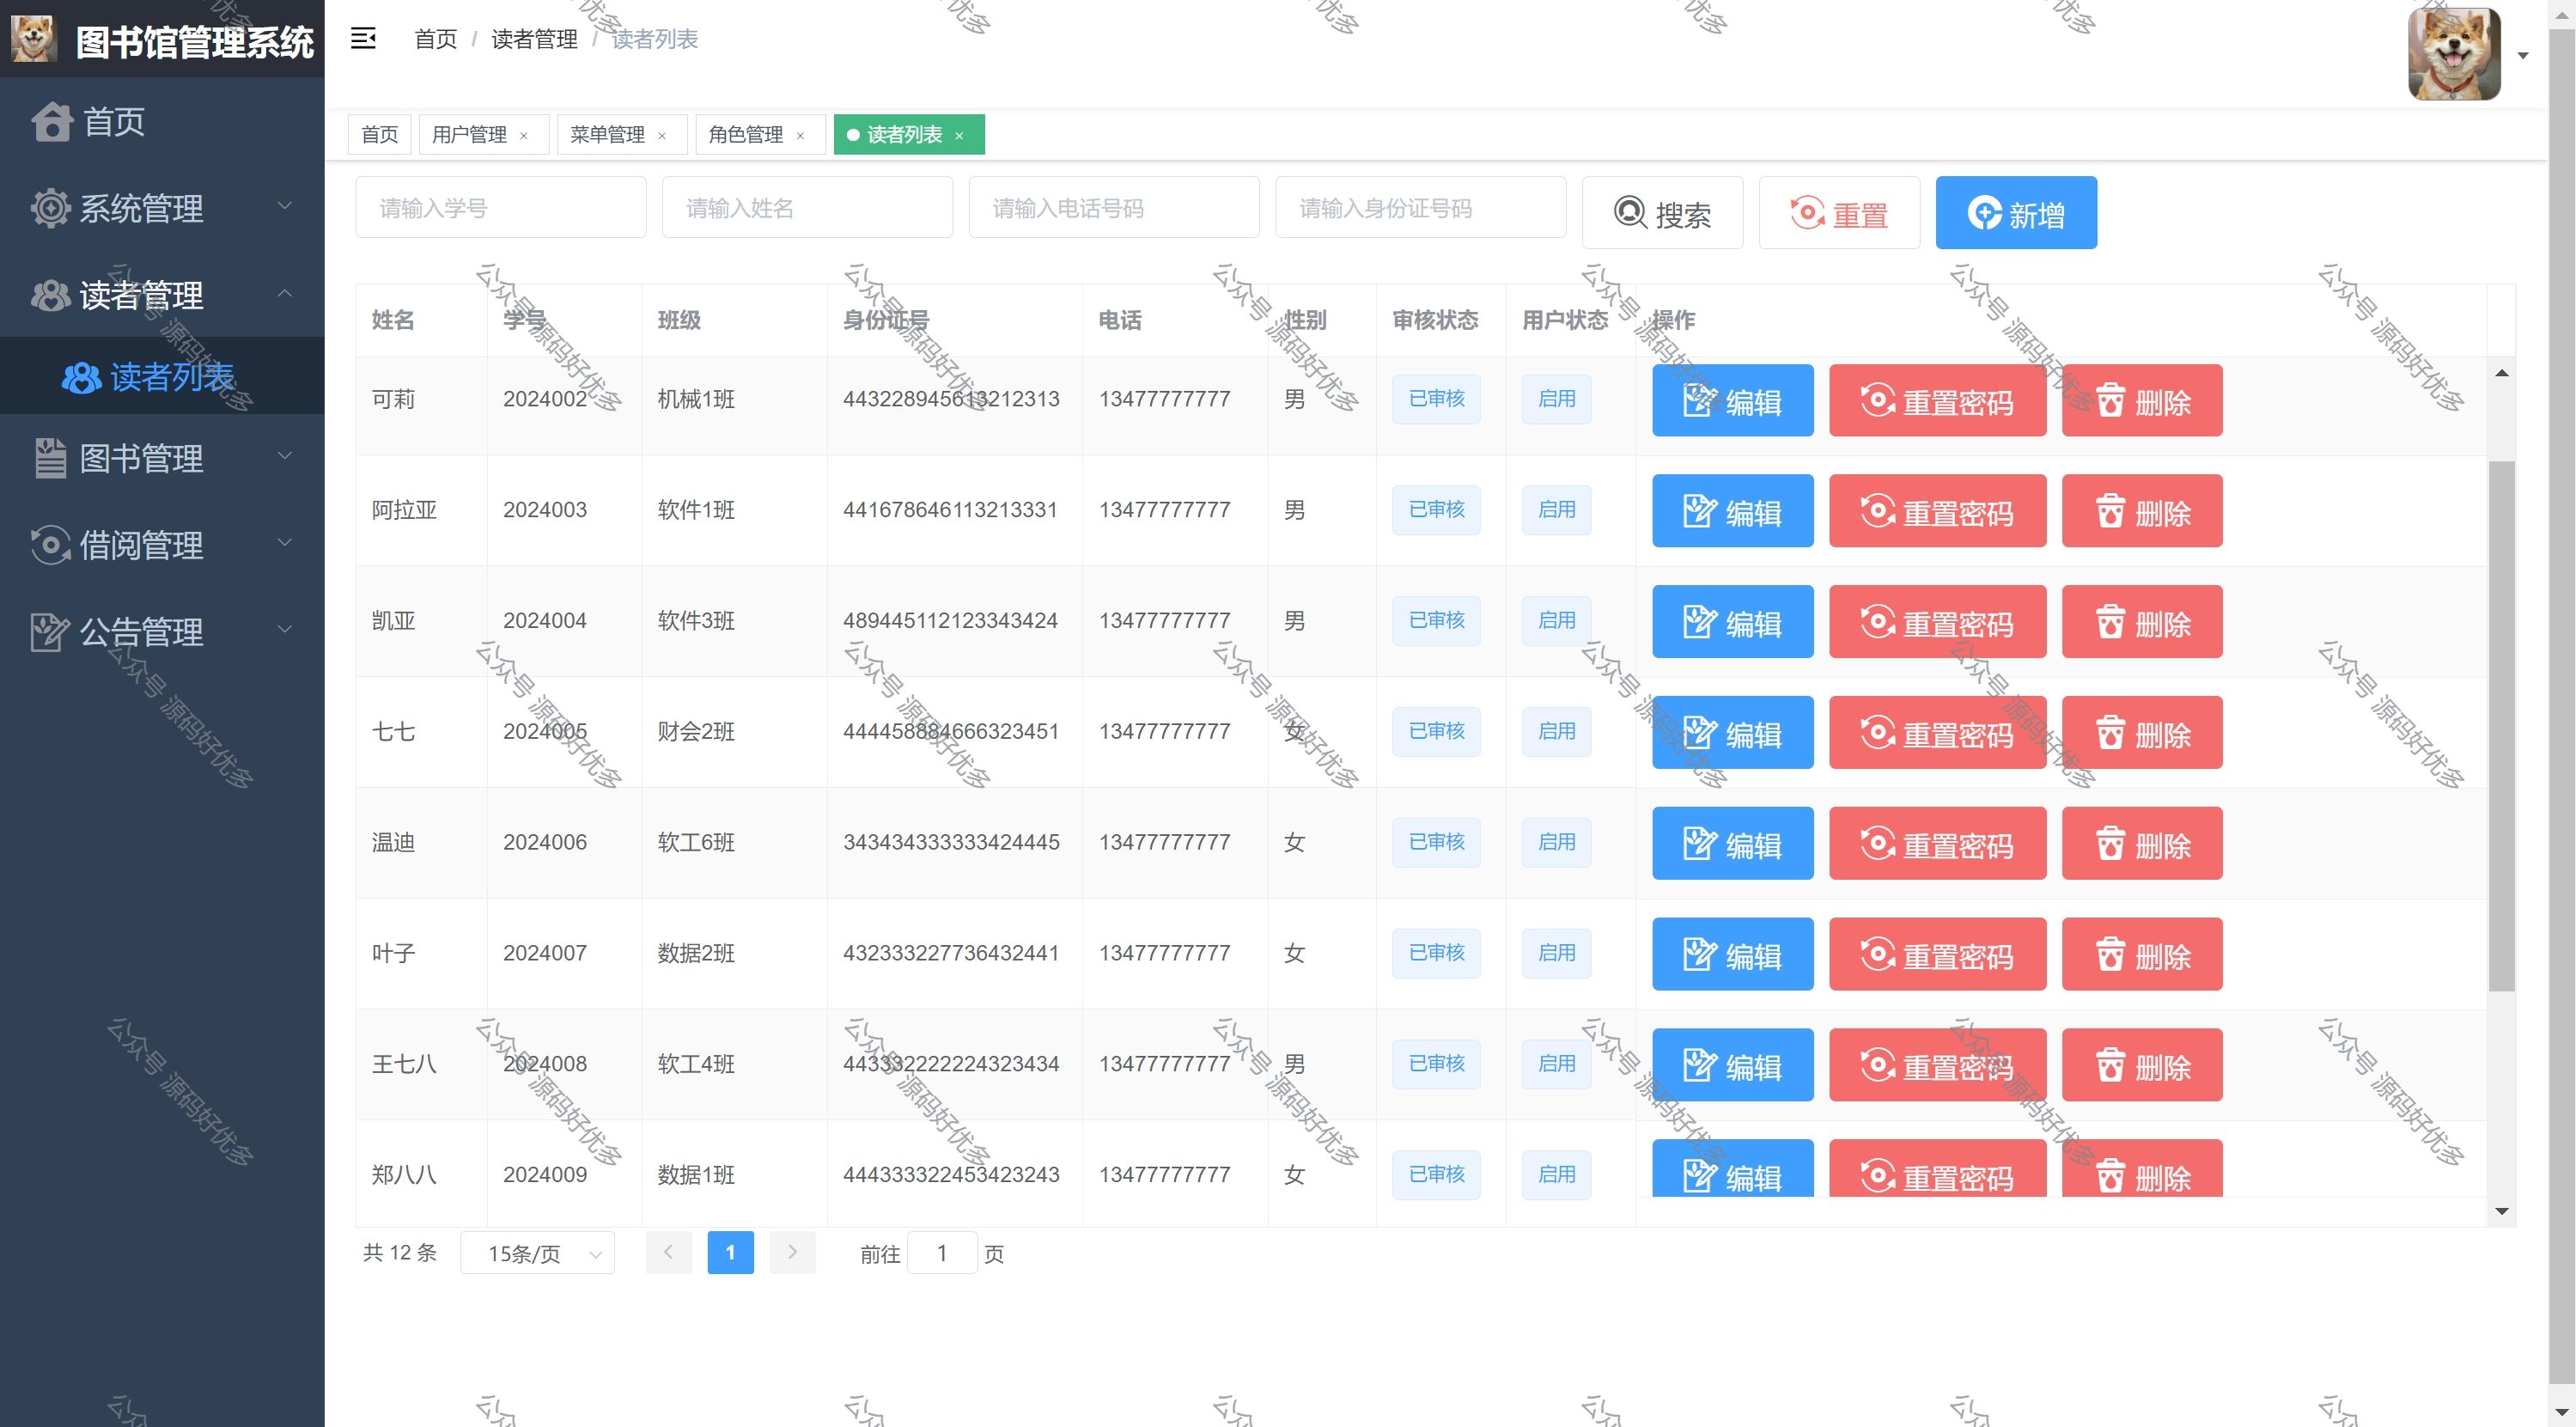 图书馆管理系统
首页 / 读者管理 / 读者列表
首页
系统管理
读者管理
读者列表
图书管理
借阅管理
公告管理
首页 用户管理 × 菜单管理 × 角色管理 × 读者列表 ×
请输入学号 请输入姓名 请输入电话号码 请输入身份证号码 搜索 重置 新增
姓名 学号 班级 身份证号 电话 性别 审核状态 用户状态 操作
可莉 2024002 机械1班 443228945613212313 13477777777 男 已审核 启用 编辑 重置密码 删除
阿拉亚 2024003 软件1班 441678646113213331 13477777777 男 已审核 启用 编辑 重置密码 删除
凯亚 2024004 软件3班 489445112123343424 13477777777 男 已审核 启用 编辑 重置密码 删除
七七 2024005 财会2班 444458884666323451 13477777777 女 已审核 启用 编辑 重置密码 删除
温迪 2024006 软工6班 343434333333424445 13477777777 女 已审核 启用 编辑 重置密码 删除
叶子 2024007 数据2班 432333227736432441 13477777777 女 已审核 启用 编辑 重置密码 删除
王七八 2024008 软工4班 443332222224323434 13477777777 男 已审核 启用 编辑 重置密码 删除
郑八八 2024009 数据1班 444333322453423243 13477777777 女 已审核 启用 编辑 重置密码 删除
共 12 条 15条/页 1 前往 1 页
公众号 源码好优多